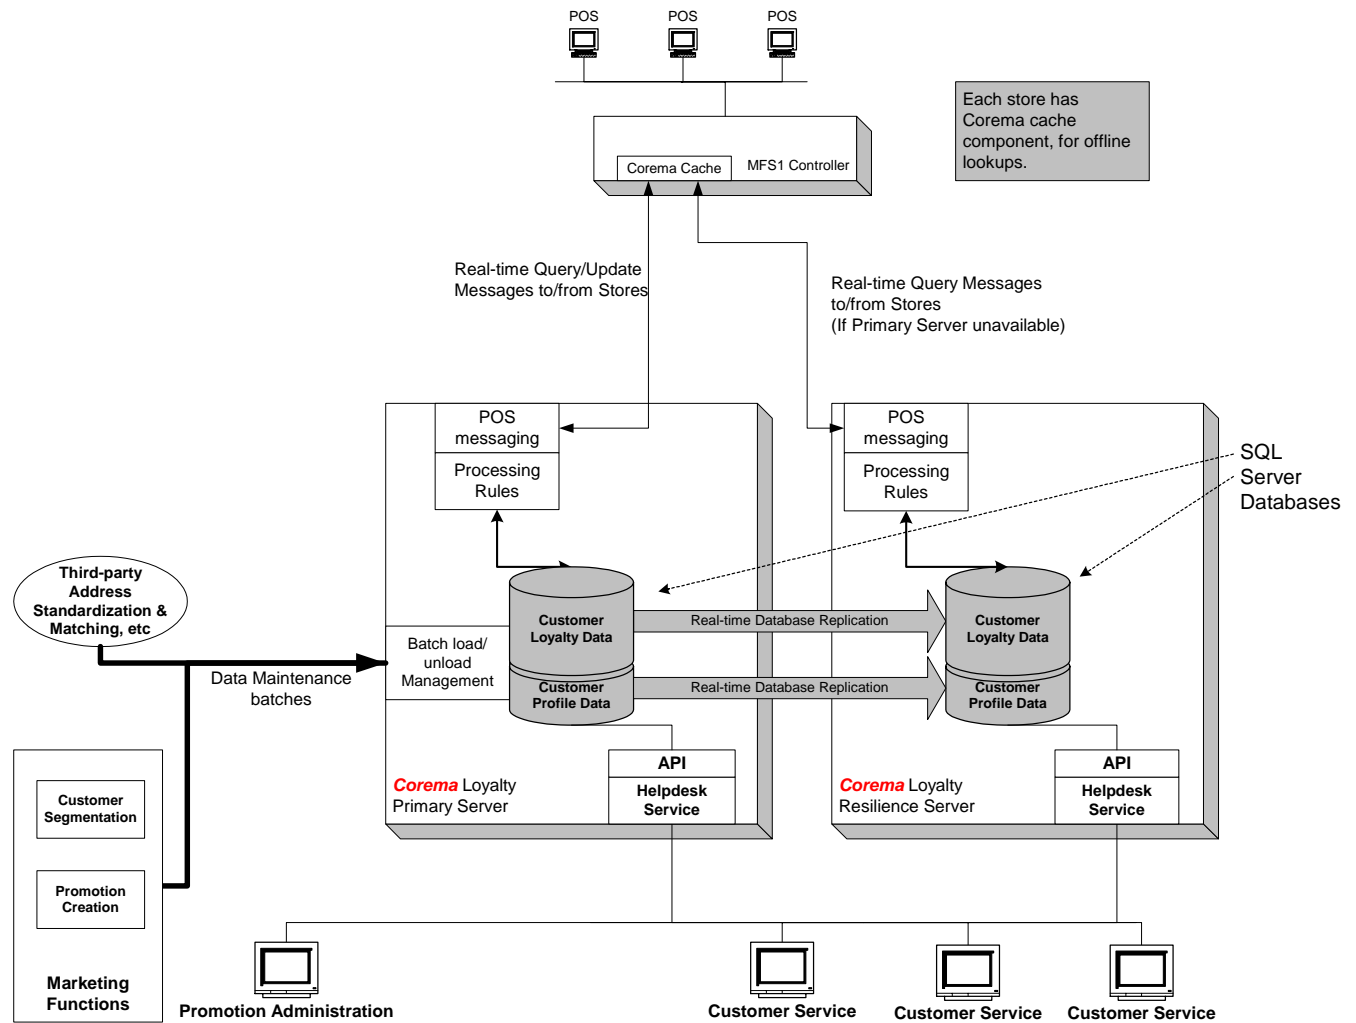 POS
POS
POS
Each store has
Corema cache
component, for offline
lookups.
Corema Cache
MFS1 Controller
Real-time Query/Update
Messages to/from Stores
Real-time Query Messages
to/from Stores
(If Primary Server unavailable)
POS
messaging
Processing
Rules
POS
messaging
Processing
Rules
SQL
Server
Databases
Third-party
Address
Standardization &
Matching, etc
Data Maintenance
batches
Batch load/
unload
Management
Customer
Loyalty Data
Customer
Profile Data
Real-time Database Replication
Real-time Database Replication
Customer
Loyalty Data
Customer
Profile Data
Corema Loyalty
Primary Server
API
Helpdesk
Service
Corema Loyalty
Resilience Server
API
Helpdesk
Service
Customer
Segmentation
Promotion
Creation
Marketing
Functions
Promotion Administration
Customer Service
Customer Service
Customer Service